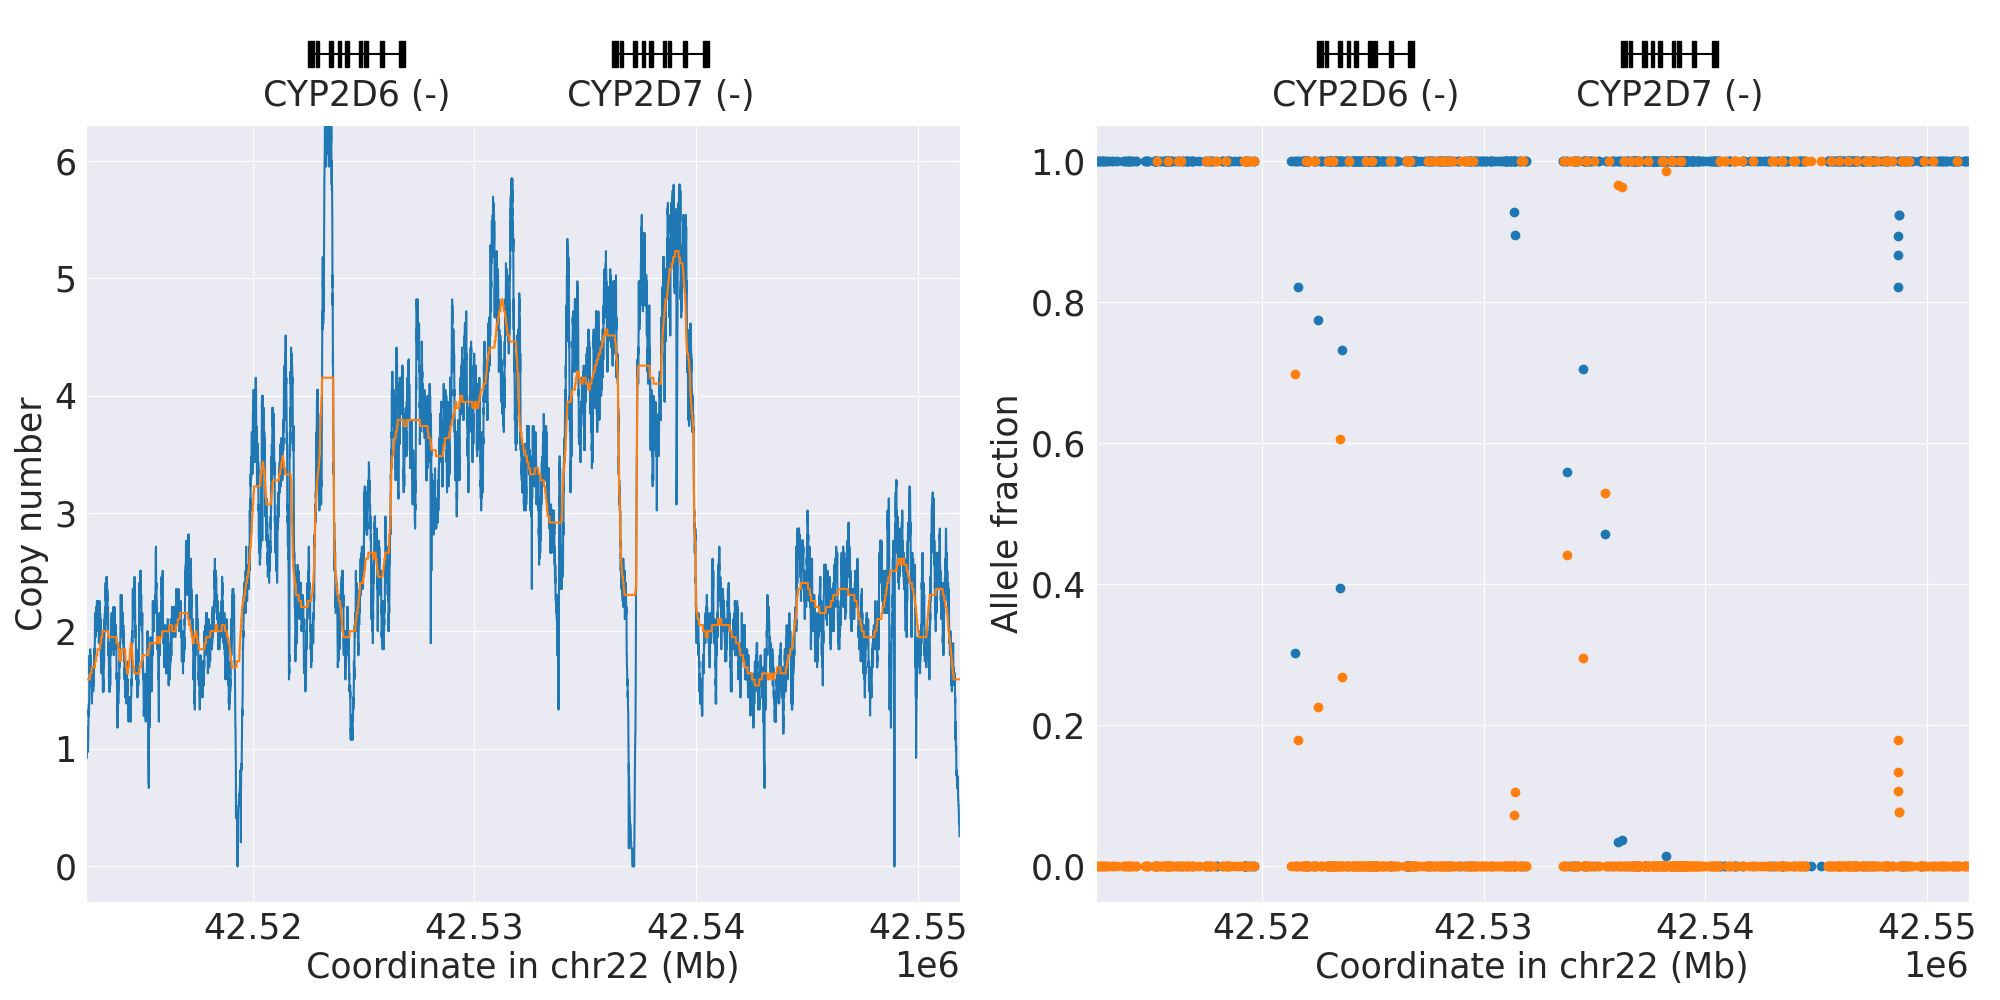 CYP2D6 (-) CYP2D7 (-)
6
5
4
3
2
1
0
Copy number
42.52 42.53 42.54 42.55
Coordinate in chr22 (Mb) 1e6
CYP2D6 (-) CYP2D7 (-)
1.0
0.8
0.6
0.4
0.2
0.0
Allele fraction
42.52 42.53 42.54 42.55
Coordinate in chr22 (Mb) 1e6